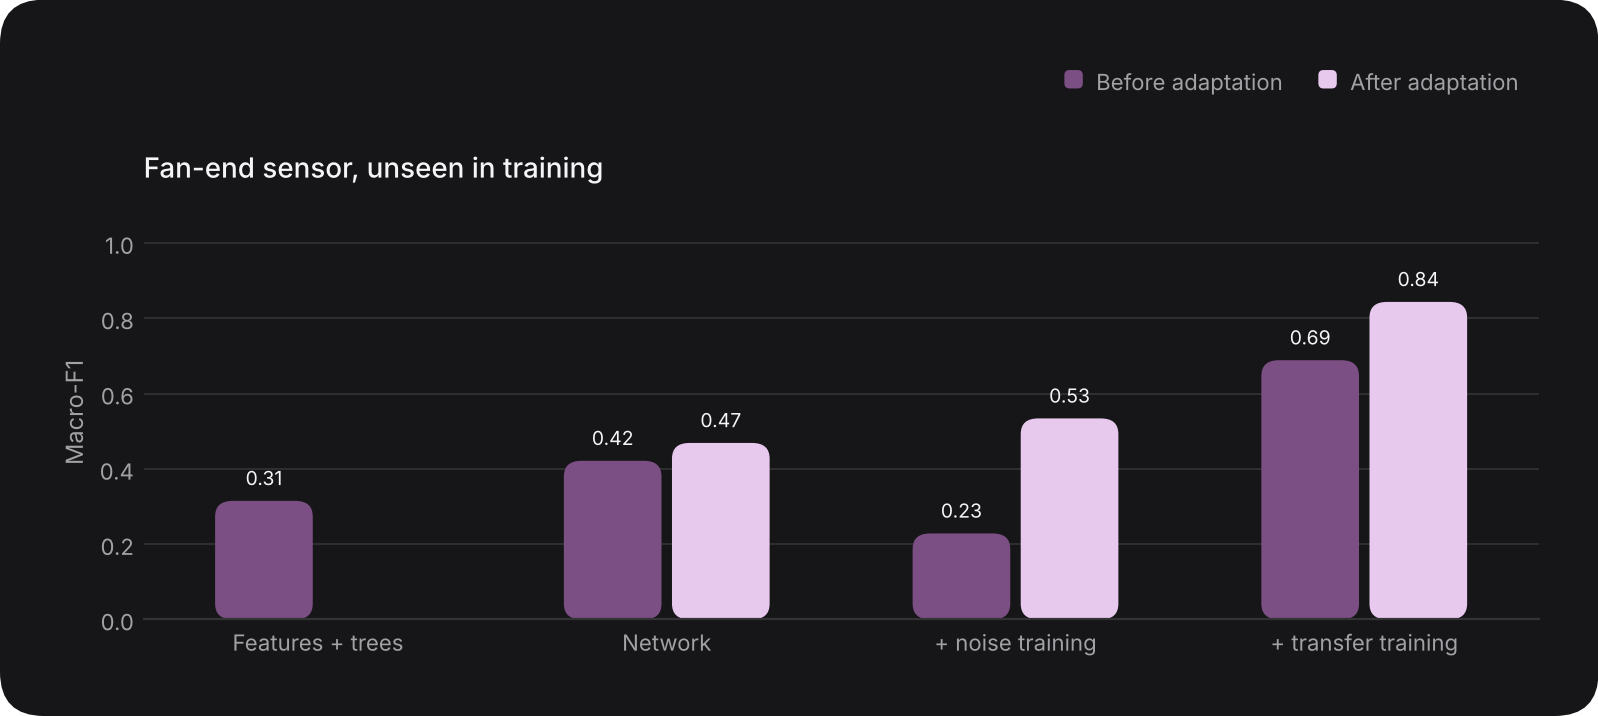 Before adaptation
After adaptation
Fan-end sensor, unseen in training
Macro-F1
1.0
0.8
0.6
0.4
0.2
0.0
0.31
0.42
0.47
0.23
0.53
0.69
0.84
Features + trees
Network
+ noise training
+ transfer training